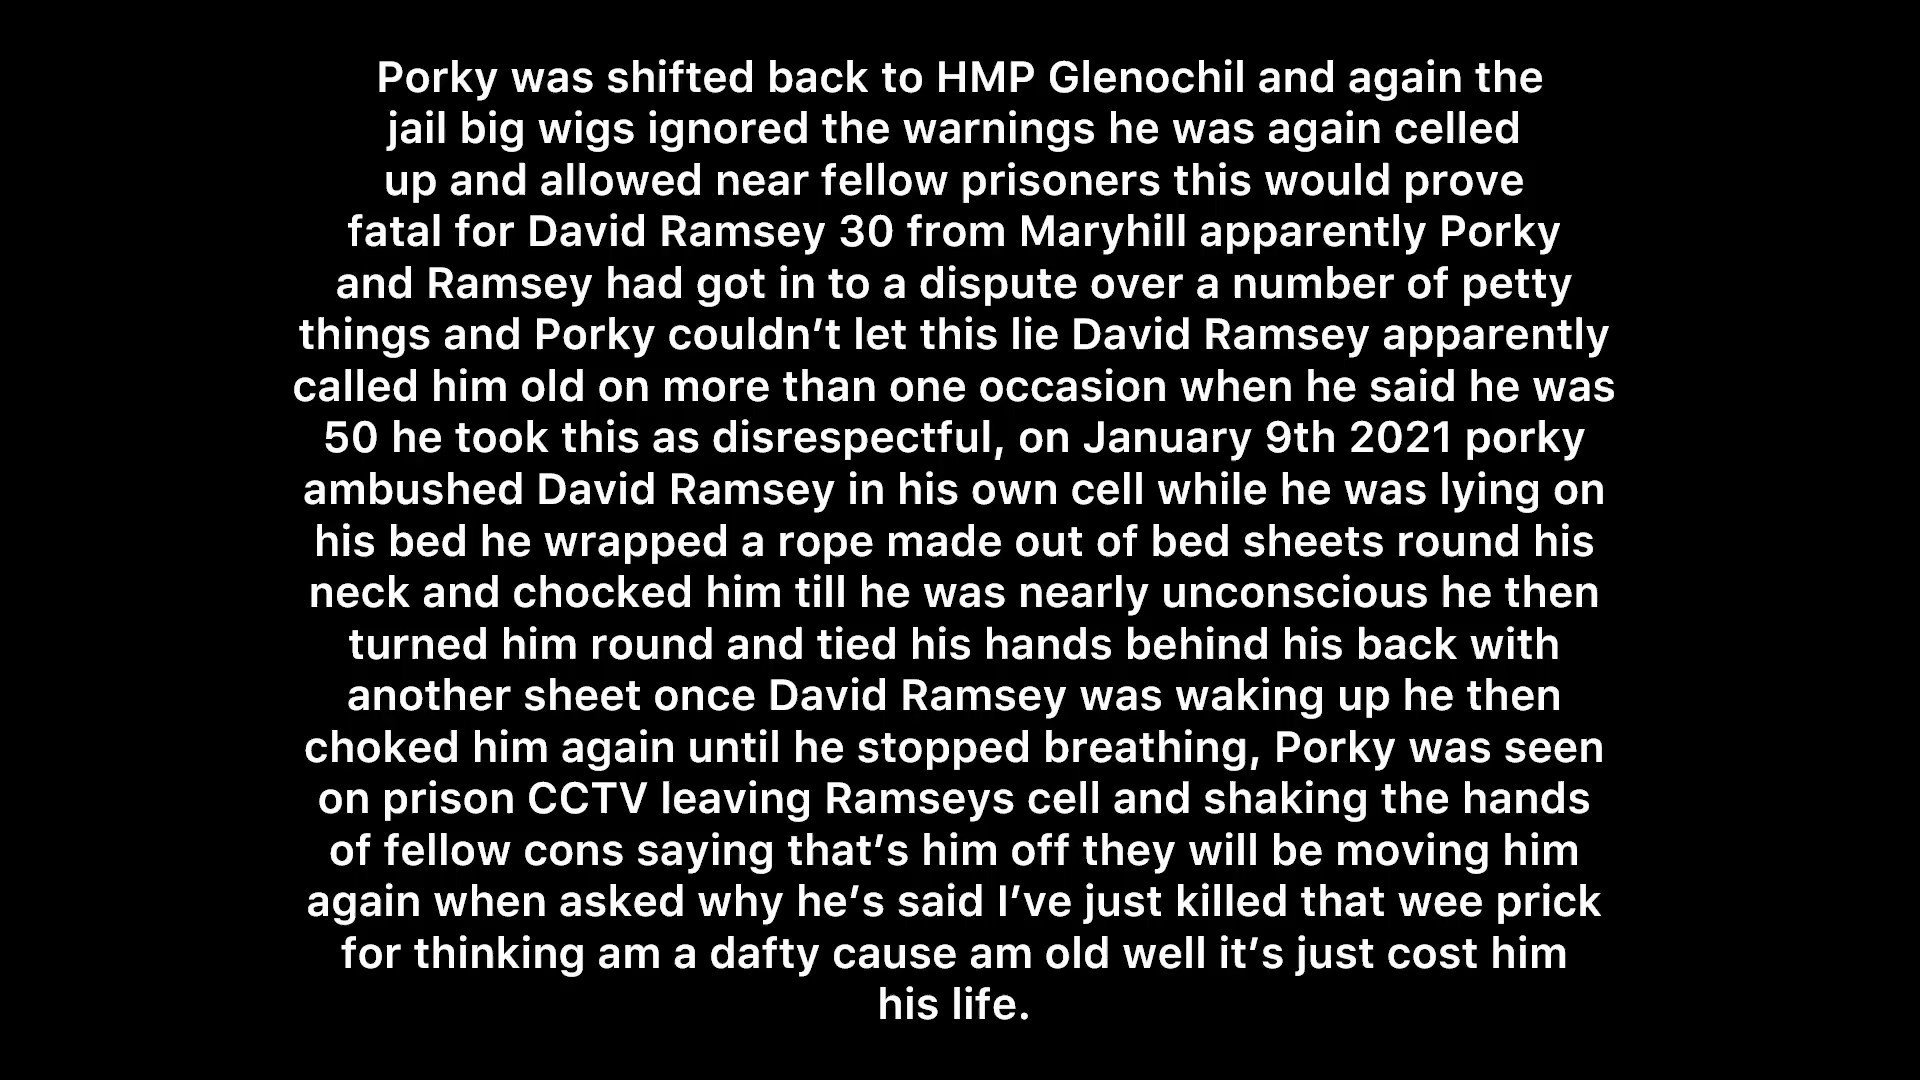 Porky was shifted back to HMP Glenochil and again the
jail big wigs ignored the warnings he was again celled
up and allowed near fellow prisoners this would prove
fatal for David Ramsey 30 from Maryhill apparently Porky
and Ramsey had got in to a dispute over a number of petty
things and Porky couldn’t let this lie David Ramsey apparently
called him old on more than one occasion when he said he was
50 he took this as disrespectful, on January 9th 2021 porky
ambushed David Ramsey in his own cell while he was lying on
his bed he wrapped a rope made out of bed sheets round his
neck and chocked him till he was nearly unconscious he then
turned him round and tied his hands behind his back with
another sheet once David Ramsey was waking up he then
choked him again until he stopped breathing, Porky was seen
on prison CCTV leaving Ramseys cell and shaking the hands
of fellow cons saying that’s him off they will be moving him
again when asked why he’s said I’ve just killed that wee prick
for thinking am a dafty cause am old well it’s just cost him
his life.